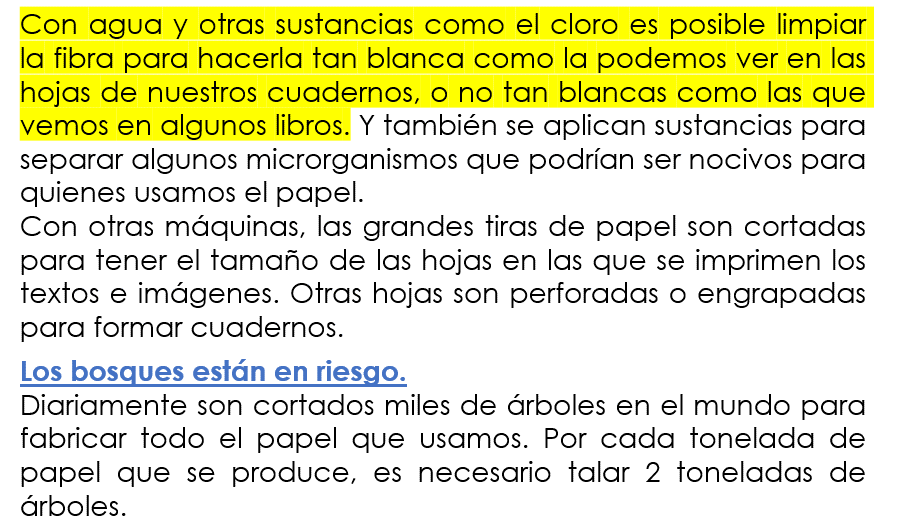 Con agua y otras sustancias como el cloro es posible limpiar
la fibra para hacerla tan blanca como la podemos ver en las
hojas de nuestros cuadernos, o no tan blancas como las que
vemos en algunos libros. Y también se aplican sustancias para
separar algunos microrganismos que podrían ser nocivos para
quienes usamos el papel.
Con otras máquinas, las grandes tiras de papel son cortadas
para tener el tamaño de las hojas en las que se imprimen los
textos e imágenes. Otras hojas son perforadas o engrapadas
para formar cuadernos.
Los bosques están en riesgo.
Diariamente son cortados miles de árboles en el mundo para
fabricar todo el papel que usamos. Por cada tonelada de
papel que se produce, es necesario talar 2 toneladas de
árboles.